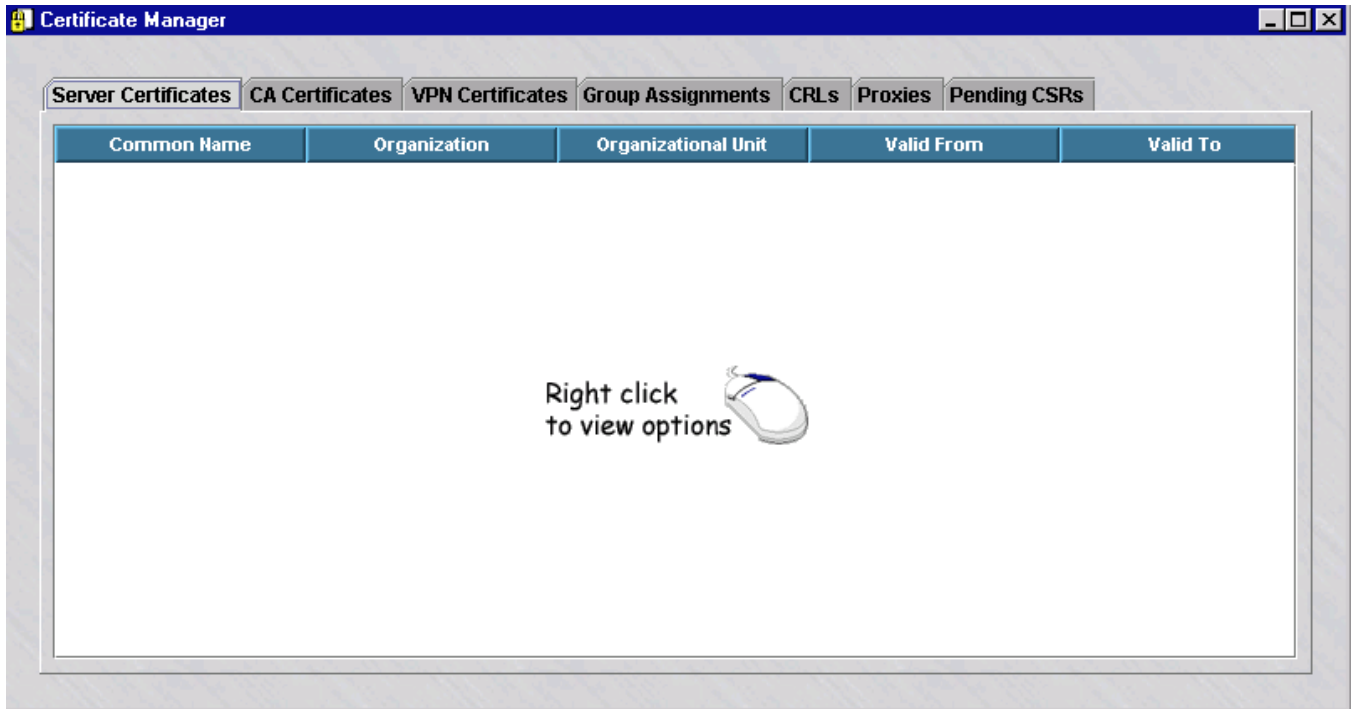 Certificate Manager
Server Certificates CA Certificates VPN Certificates Group Assignments CRLs Proxies Pending CSRs
Common Name Organization Organizational Unit Valid From Valid To
Right click
to view options